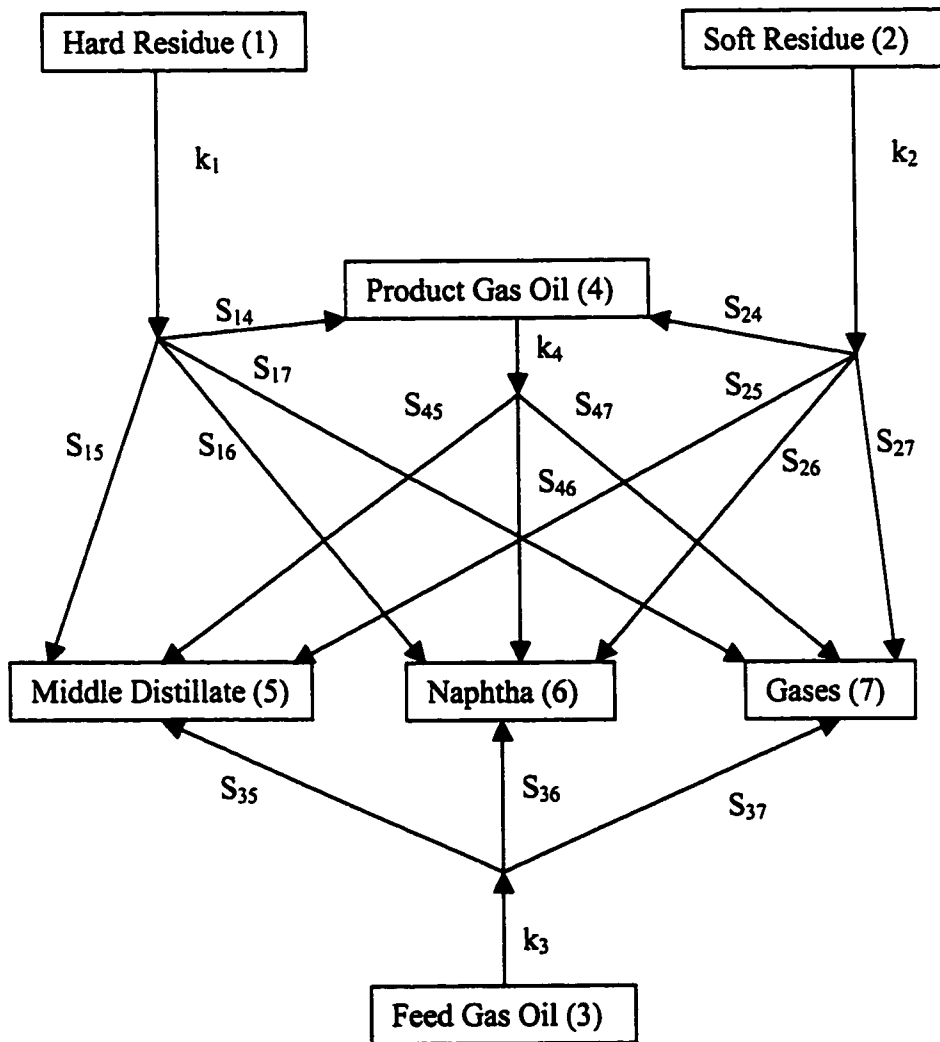 Hard Residue (1)
Soft Residue (2)
k₁
k₂
Product Gas Oil (4)
S₁₄
S₂₄
k₄
S₁₇
S₄₅
S₄₇
S₂₅
S₁₅
S₁₆
S₄₆
S₂₆
S₂₇
Middle Distillate (5)
Naphtha (6)
Gases (7)
S₃₅
S₃₆
S₃₇
k₃
Feed Gas Oil (3)